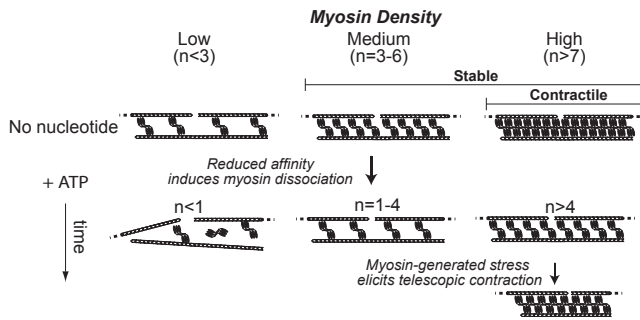 Myosin Density
Low Medium High
(n<3) (n=3-6) (n>7)
Stable
Contractile
No nucleotide
Reduced affinity
induces myosin dissociation
+ ATP
n<1 n=1-4 n>4
time
Myosin-generated stress
elicits telescopic contraction